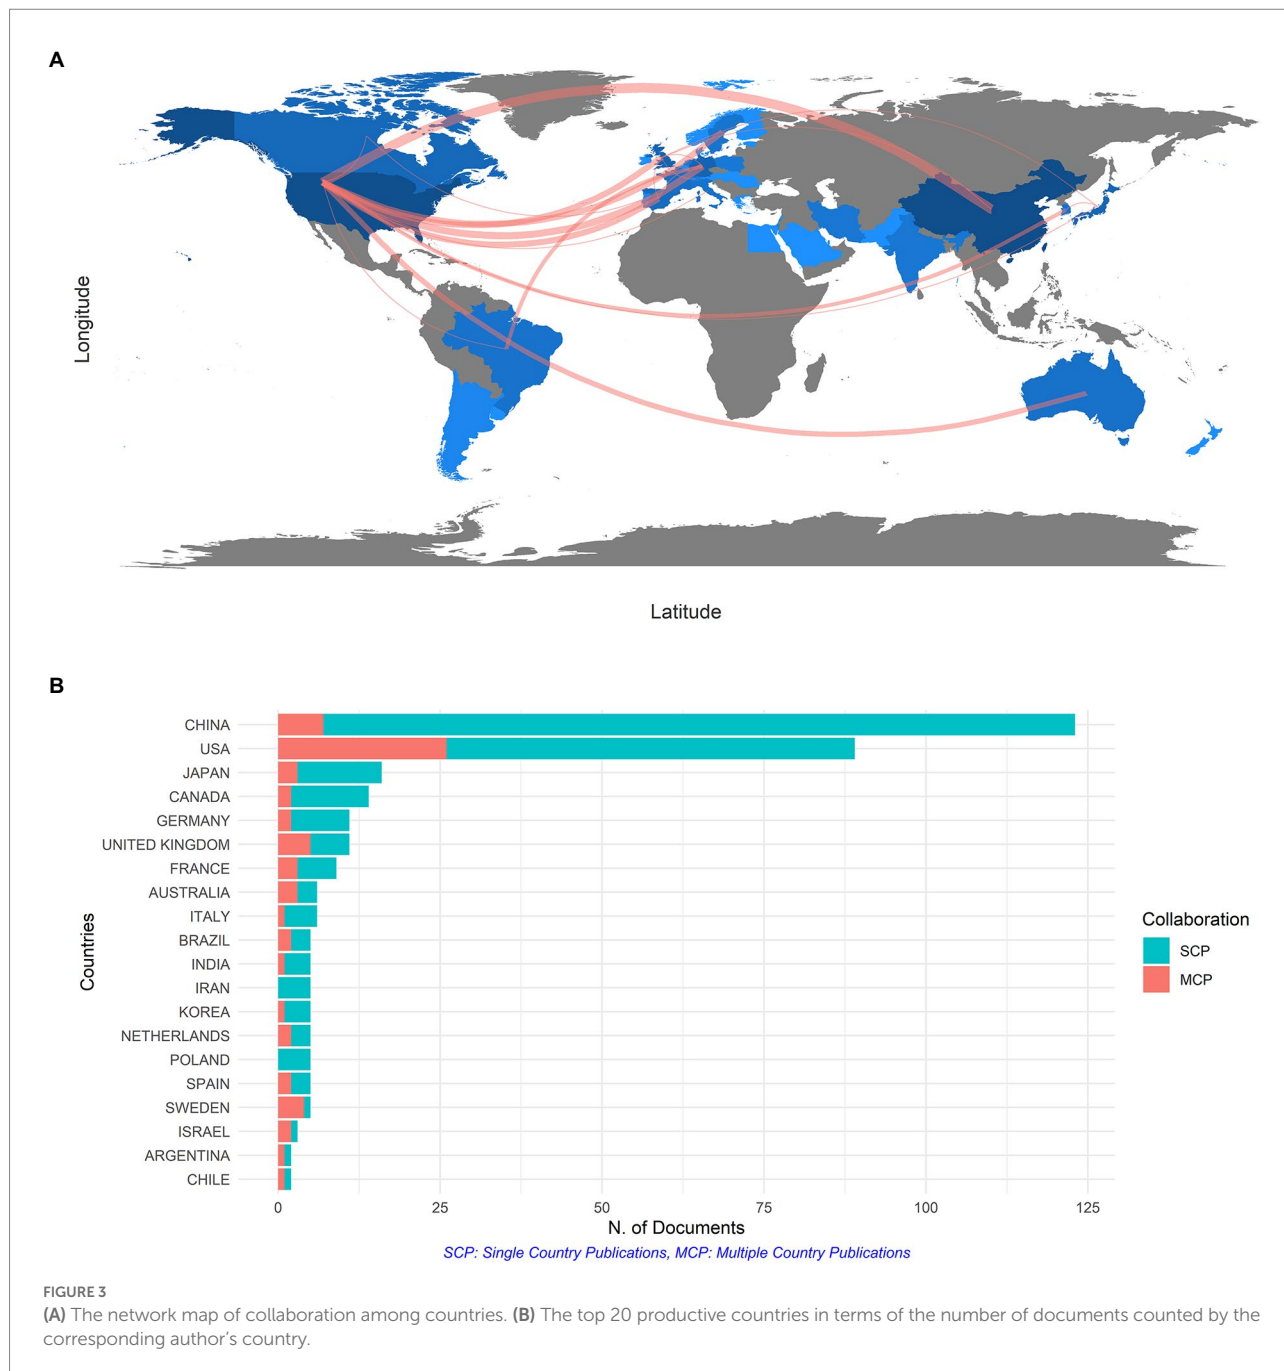 A
Longitude
Latitude
B
CHINA
USA
JAPAN
CANADA
GERMANY
UNITED KINGDOM
FRANCE
AUSTRALIA
ITALY
BRAZIL
INDIA
IRAN
KOREA
NETHERLANDS
POLAND
SPAIN
SWEDEN
ISRAEL
ARGENTINA
CHILE
Countries
0 25 50 75 100 125
N. of Documents
SCP: Single Country Publications, MCP: Multiple Country Publications
Collaboration
SCP
MCP
FIGURE 3
(A) The network map of collaboration among countries. (B) The top 20 productive countries in terms of the number of documents counted by the
corresponding author's country.